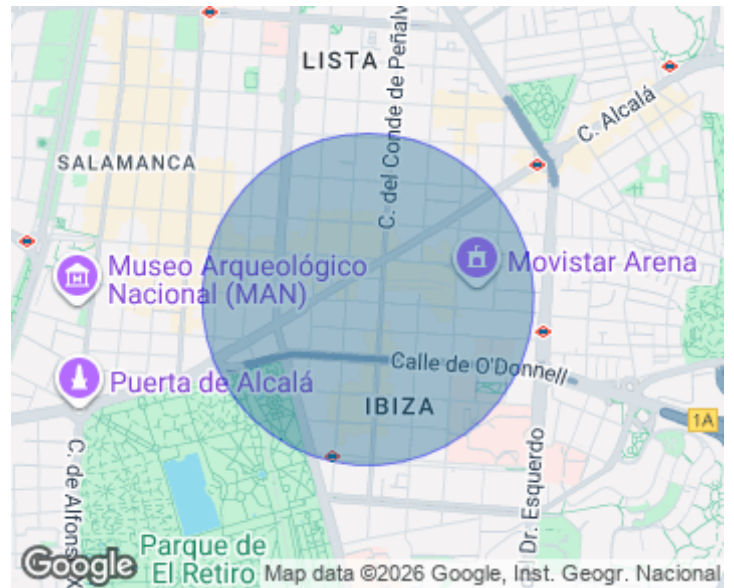 LISTA
C. del Conde de Peñalv
C. Alcalá
SALAMANCA
Museo Arqueológico
Nacional (MAN)
Movistar Arena
Puerta de Alcalá
Calle de O'Donnell
IBIZA
1A
C. de Alfonso X
Dr. Esquerdo
Parque de
El Retiro
Google
Map data ©2026 Google, Inst. Geogr. Nacional